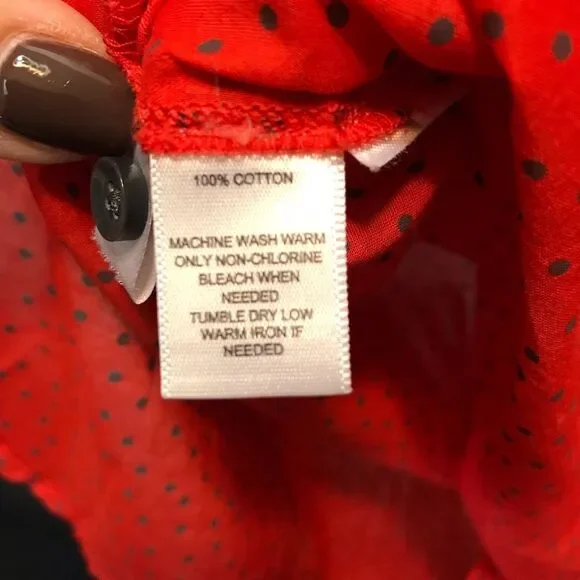 100% COTTON
MACHINE WASH WARM
ONLY NON-CHLORINE
BLEACH WHEN
NEEDED
TUMBLE DRY LOW
WARM IRON IF
NEEDED